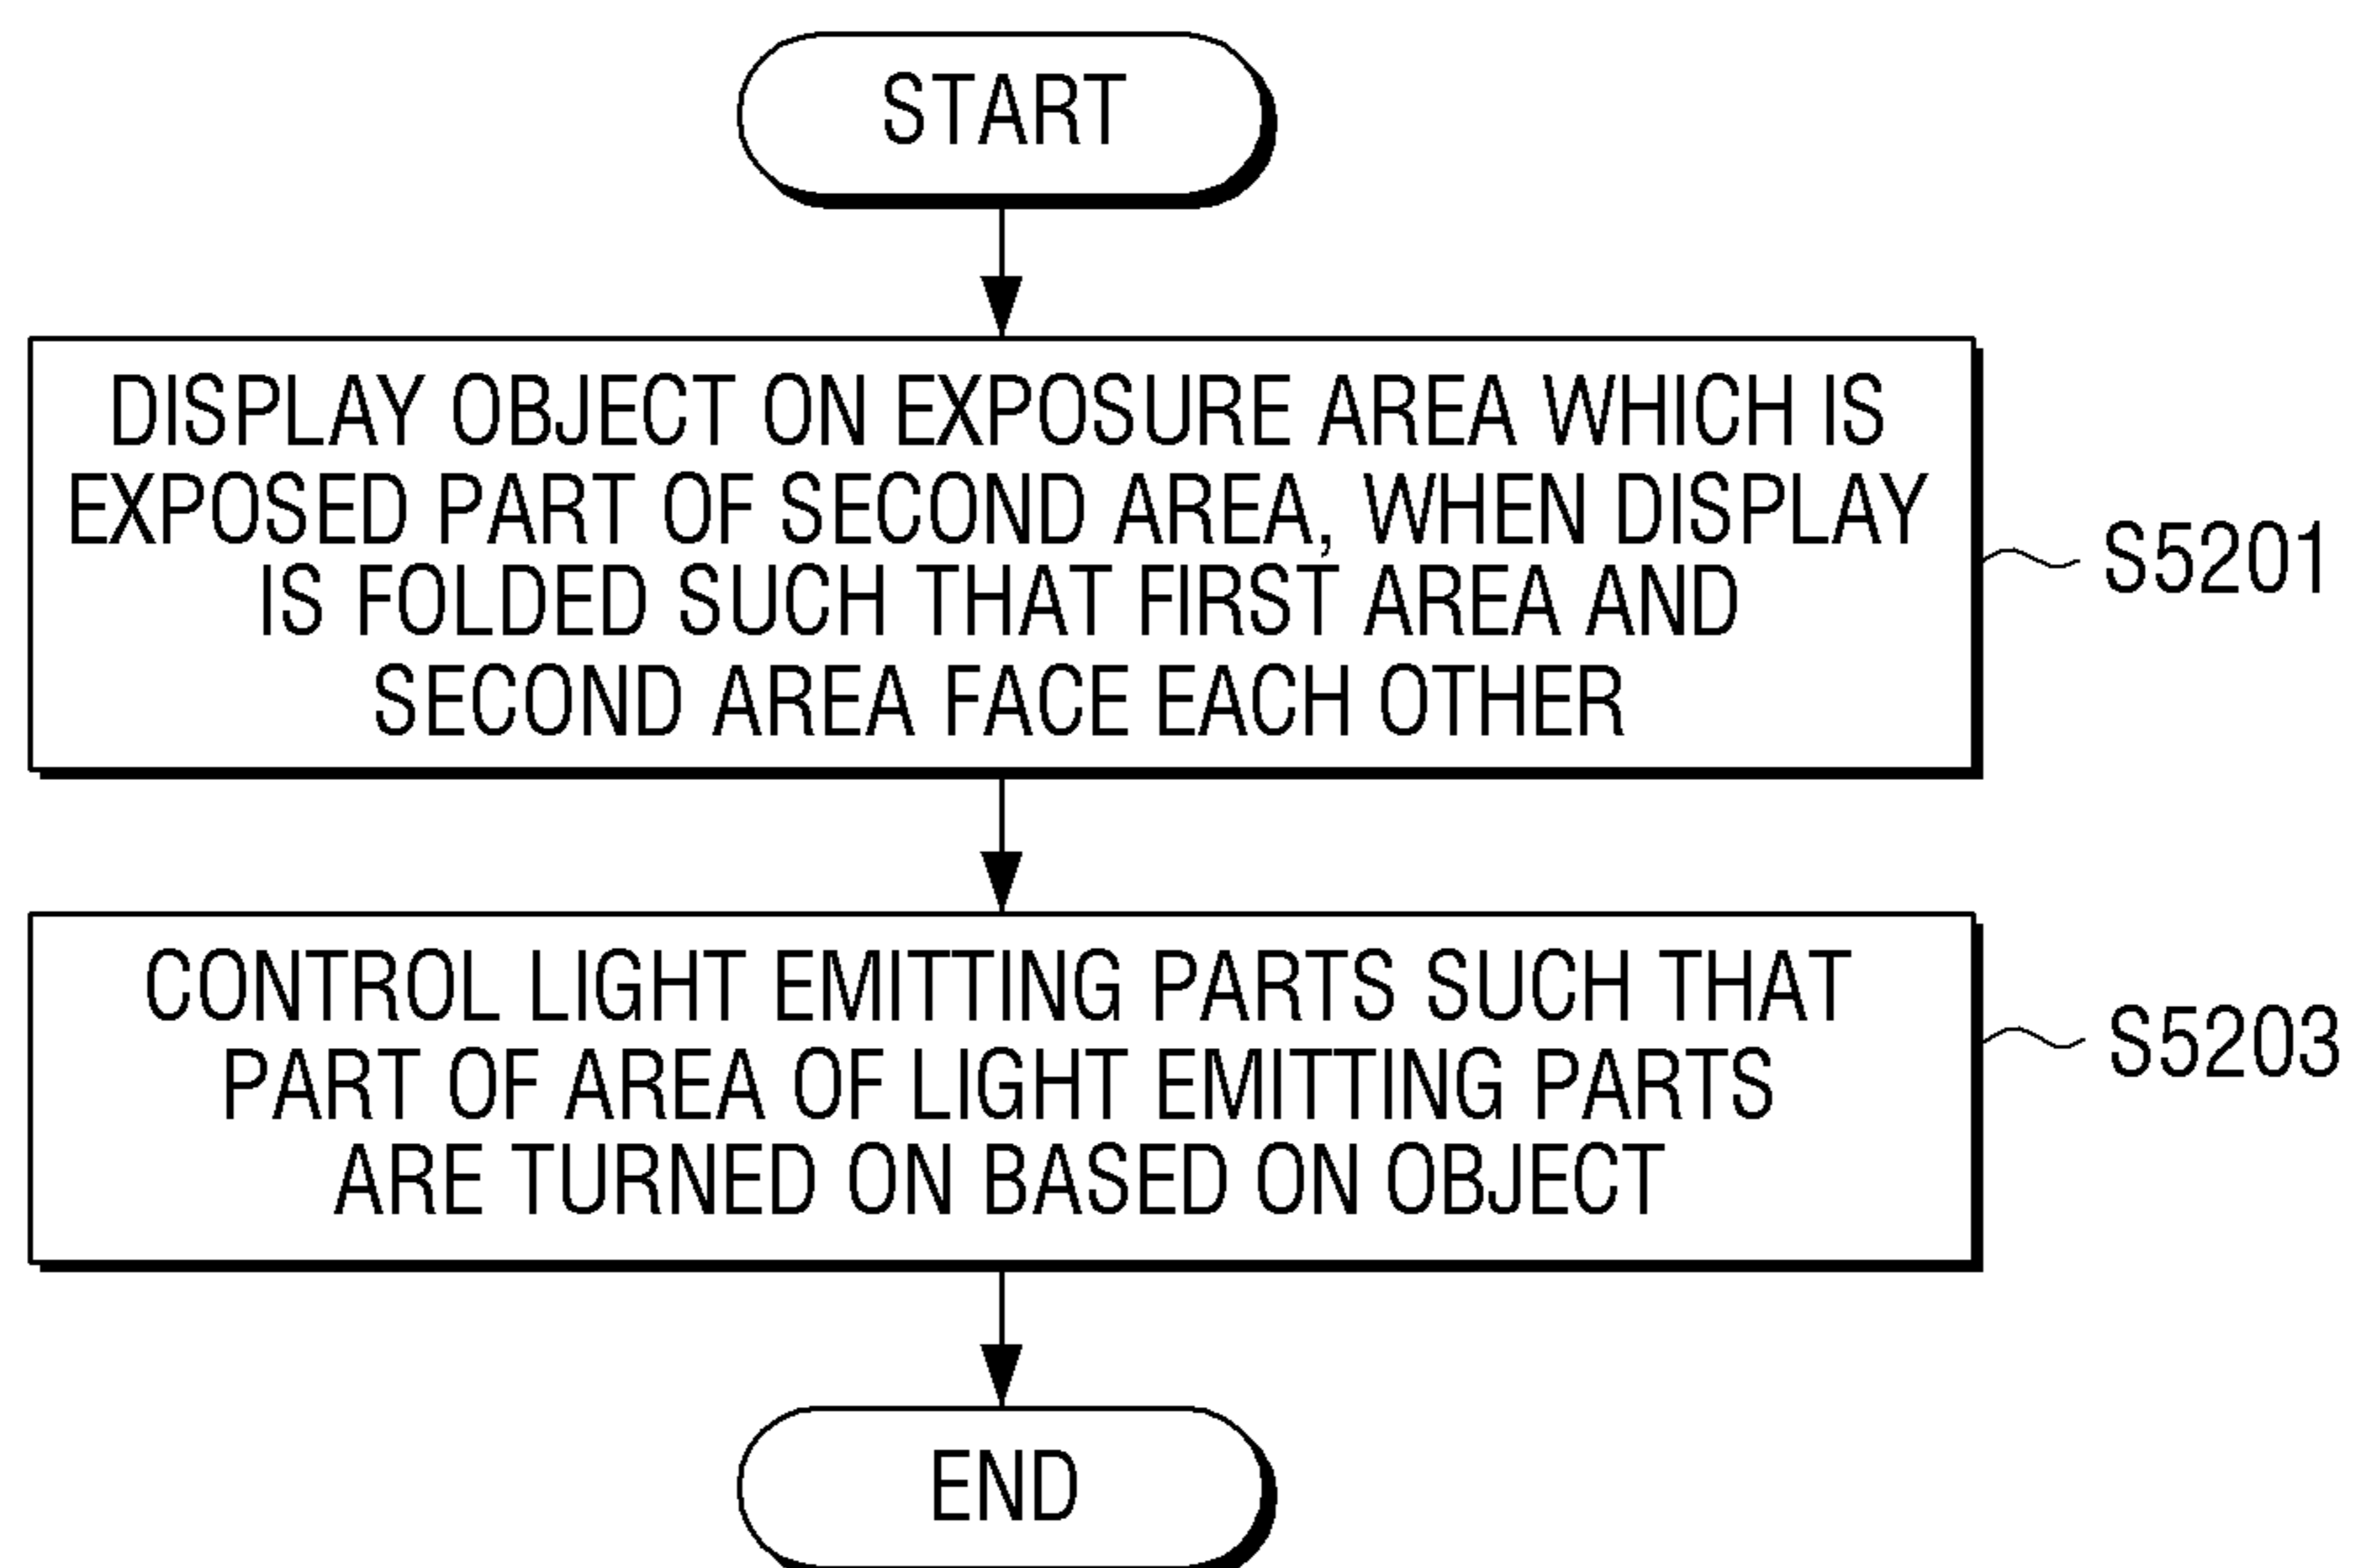 START
DISPLAY OBJECT ON EXPOSURE AREA WHICH IS
EXPOSED PART OF SECOND AREA, WHEN DISPLAY
IS FOLDED SUCH THAT FIRST AREA AND
SECOND AREA FACE EACH OTHER
S5201
CONTROL LIGHT EMITTING PARTS SUCH THAT
PART OF AREA OF LIGHT EMITTING PARTS
ARE TURNED ON BASED ON OBJECT
S5203
END